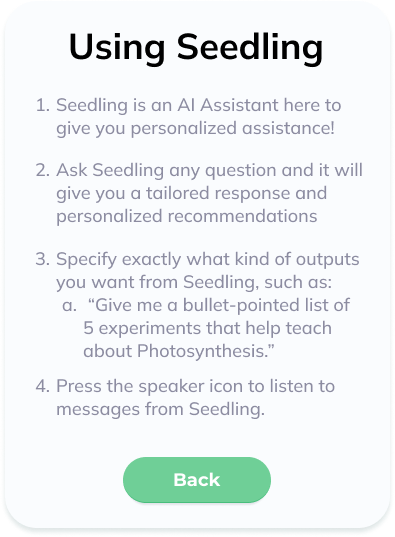 Using Seedling
1. Seedling is an AI Assistant here to
give you personalized assistance!
2. Ask Seedling any question and it will
give you a tailored response and
personalized recommendations
3. Specify exactly what kind of outputs
you want from Seedling, such as:
a. “Give me a bullet-pointed list of
5 experiments that help teach
about Photosynthesis.”
4. Press the speaker icon to listen to
messages from Seedling.
Back